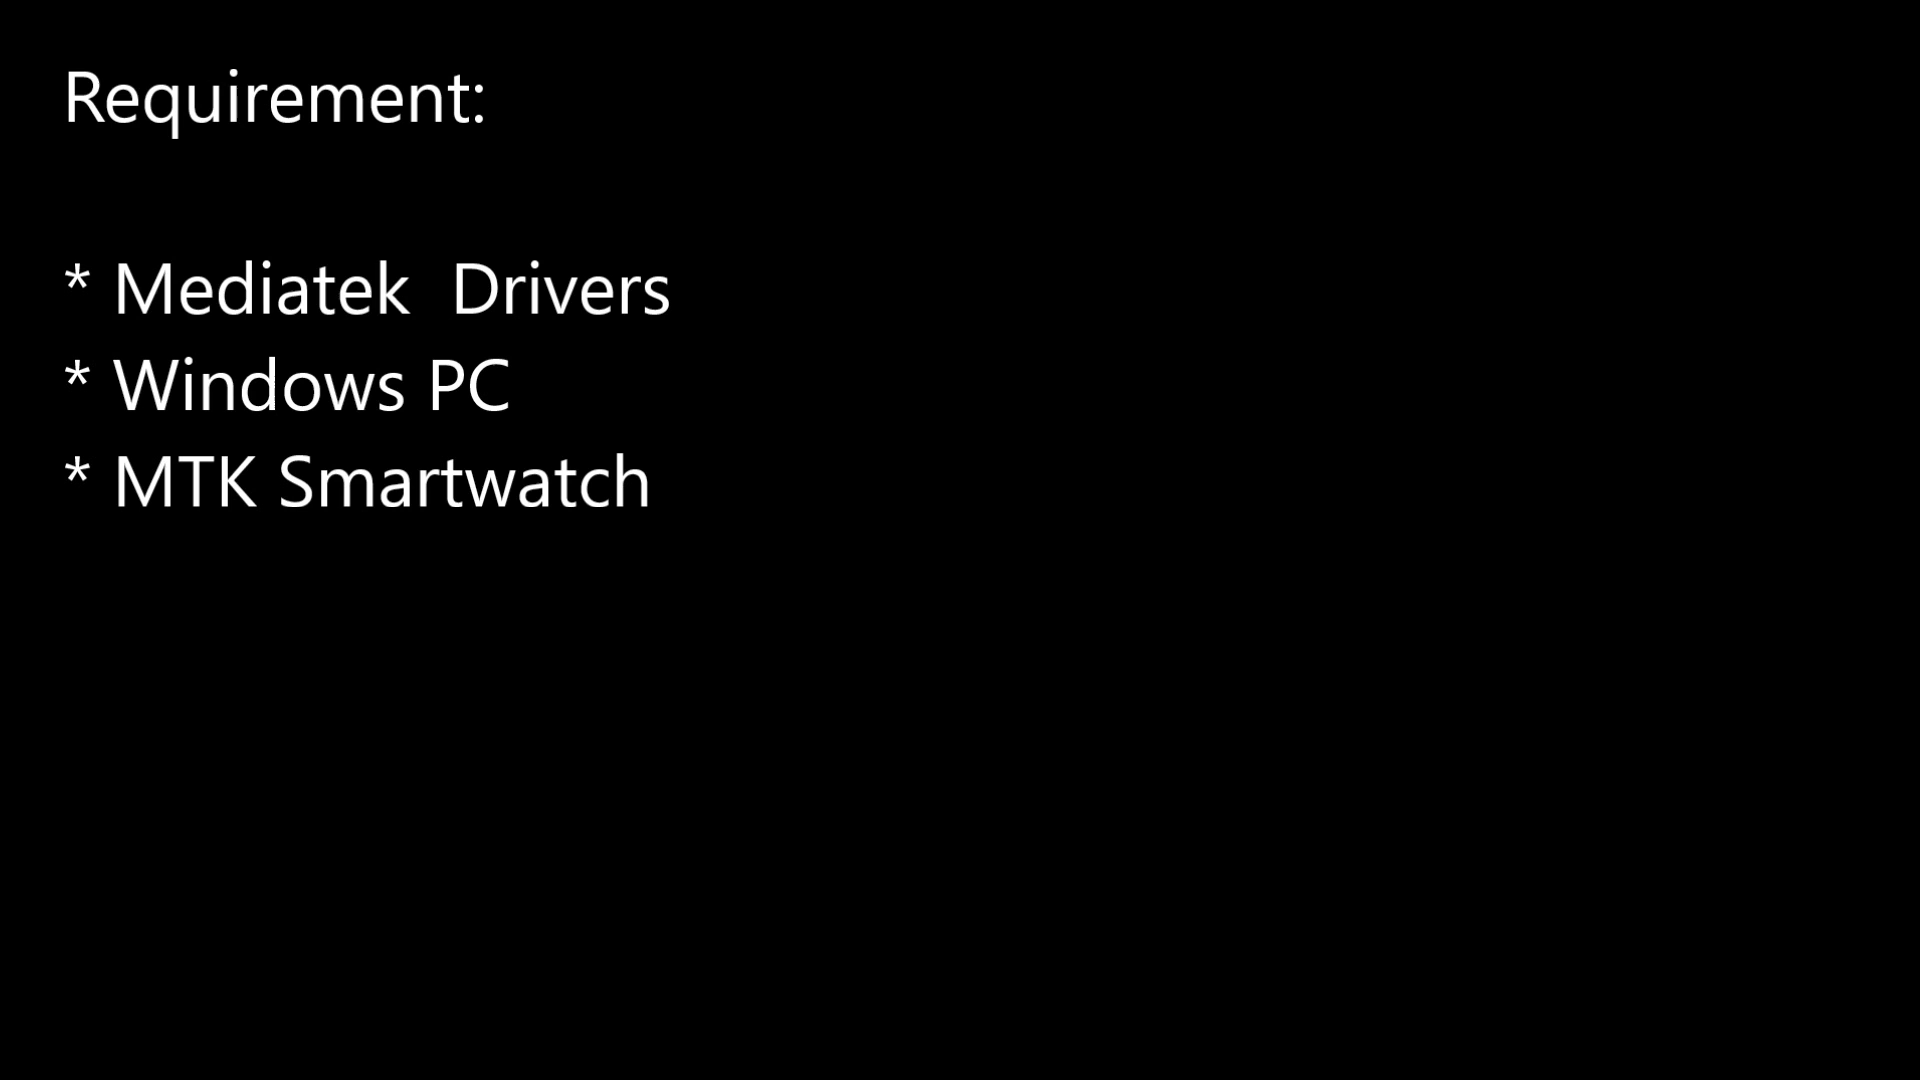 Requirement:
* Mediatek  Drivers
* Windows PC
* MTK Smartwatch